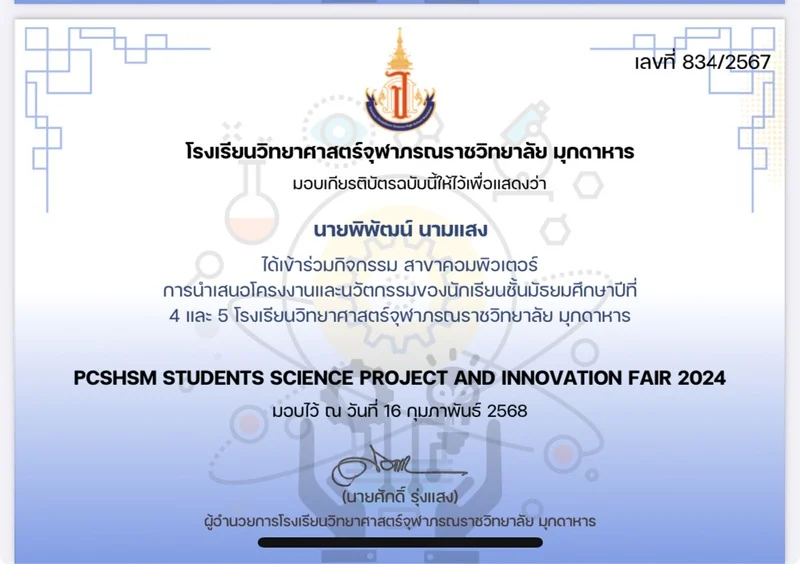 เลขที่ 834/2567
โรงเรียนวิทยาศาสตร์จุฬาภรณราชวิทยาลัย มุกดาหาร
มอบเกียรติบัตรฉบับนี้ให้ไว้เพื่อแสดงว่า
นายพิพัฒน์ นามแสง
ได้เข้าร่วมกิจกรรม สาขาคอมพิวเตอร์
การนำเสนอโครงงานและนวัตกรรมของนักเรียนชั้นมัธยมศึกษาปีที่
4 และ 5 โรงเรียนวิทยาศาสตร์จุฬาภรณราชวิทยาลัย มุกดาหาร
PCSHSM STUDENTS SCIENCE PROJECT AND INNOVATION FAIR 2024
มอบไว้ ณ วันที่ 16 กุมภาพันธ์ 2568
(นายศักดิ์ รุ่งแสง)
ผู้อำนวยการโรงเรียนวิทยาศาสตร์จุฬาภรณราชวิทยาลัย มุกดาหาร